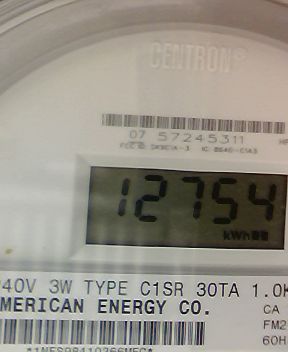 CENTRON®
07 57245311
12754
kWh
40V 3W TYPE C1SR 30TA 1.0K
MERICAN ENERGY CO.
CA
FM2
60H